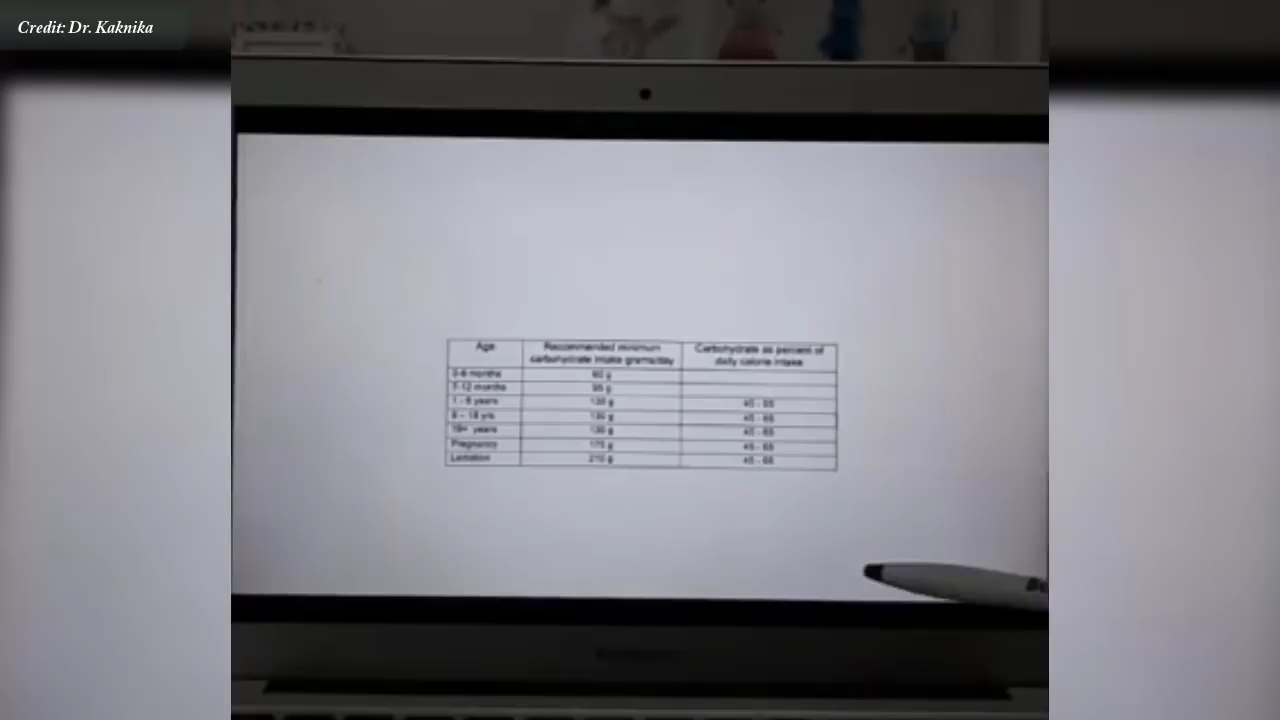 Credit: Dr. Kaknika
Age
Recommended minimum
carbohydrate intake grams/day
Carbohydrate as percent of
daily calorie intake
0-6 months 60 g
7-12 months 95 g
1 - 8 years 130 g
9 - 18 yrs 130 g 45 - 65
19+ years 130 g 45 - 65
Pregnancy 175 g 45 - 65
Lactation 210 g 45 - 65